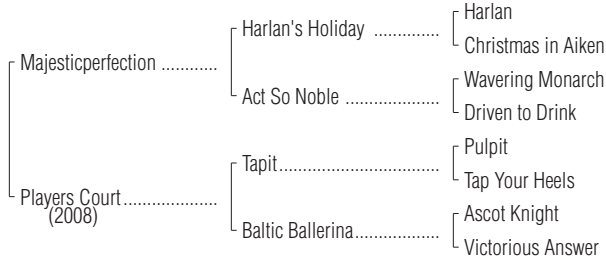 Harlan
Harlan's Holiday ..............
Christmas in Aiken
Majesticperfection ............
Wavering Monarch
Act So Noble ....................
Driven to Drink
Pulpit
Tapit..................................
Tap Your Heels
Players Court....................
(2008)
Ascot Knight
Baltic Ballerina..................
Victorious Answer